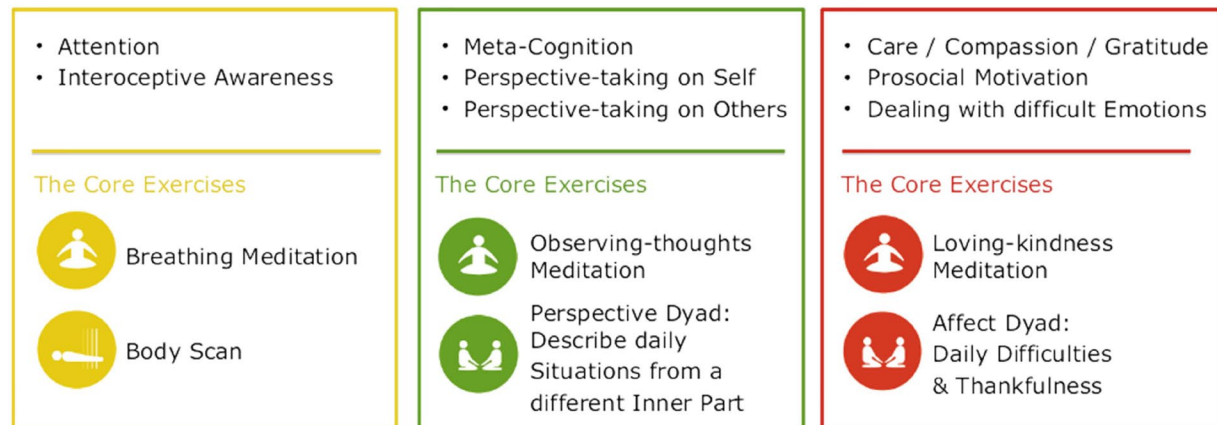 • Attention
• Interoceptive Awareness
The Core Exercises
Breathing Meditation
Body Scan
• Meta-Cognition
• Perspective-taking on Self
• Perspective-taking on Others
The Core Exercises
Observing-thoughts
Meditation
Perspective Dyad:
Describe daily
Situations from a
different Inner Part
• Care / Compassion / Gratitude
• Prosocial Motivation
• Dealing with difficult Emotions
The Core Exercises
Loving-kindness
Meditation
Affect Dyad:
Daily Difficulties
& Thankfulness